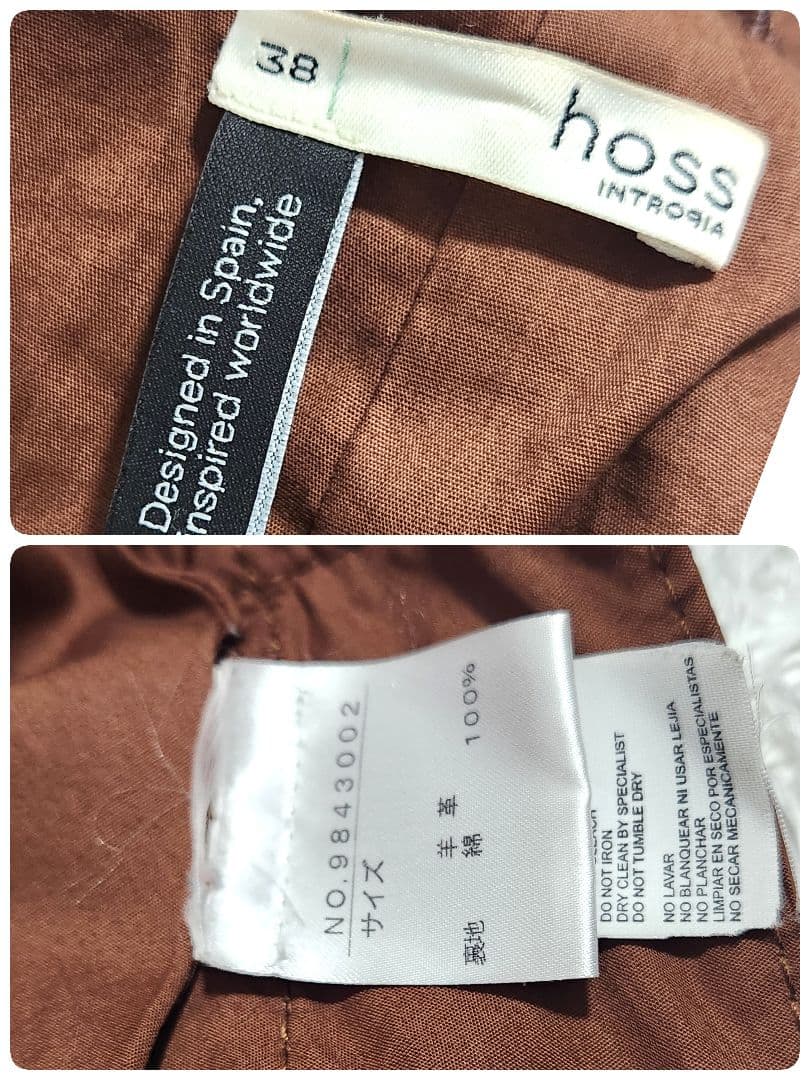 38
hoss
INTROPIA
Designed in Spain,
inspired worldwide
NO.9843002
サイズ
羊革
裏地 綿 100%
DO NOT IRON
DRY CLEAN BY SPECIALIST
DO NOT TUMBLE DRY
NO LAVAR
NO BLANQUEAR NI USAR LEJIA
NO PLANCHAR
LIMPIAR EN SECO POR ESPECIALISTAS
NO SECAR MECANICAMENTE